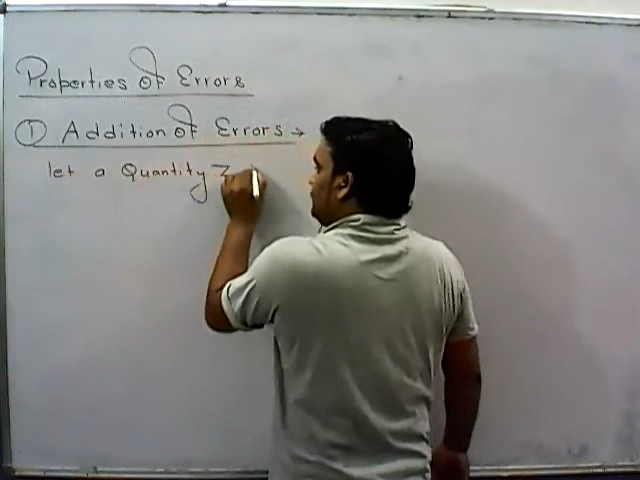 Properties Of Errors
① Addition Of Errors →
let a Quantity Z